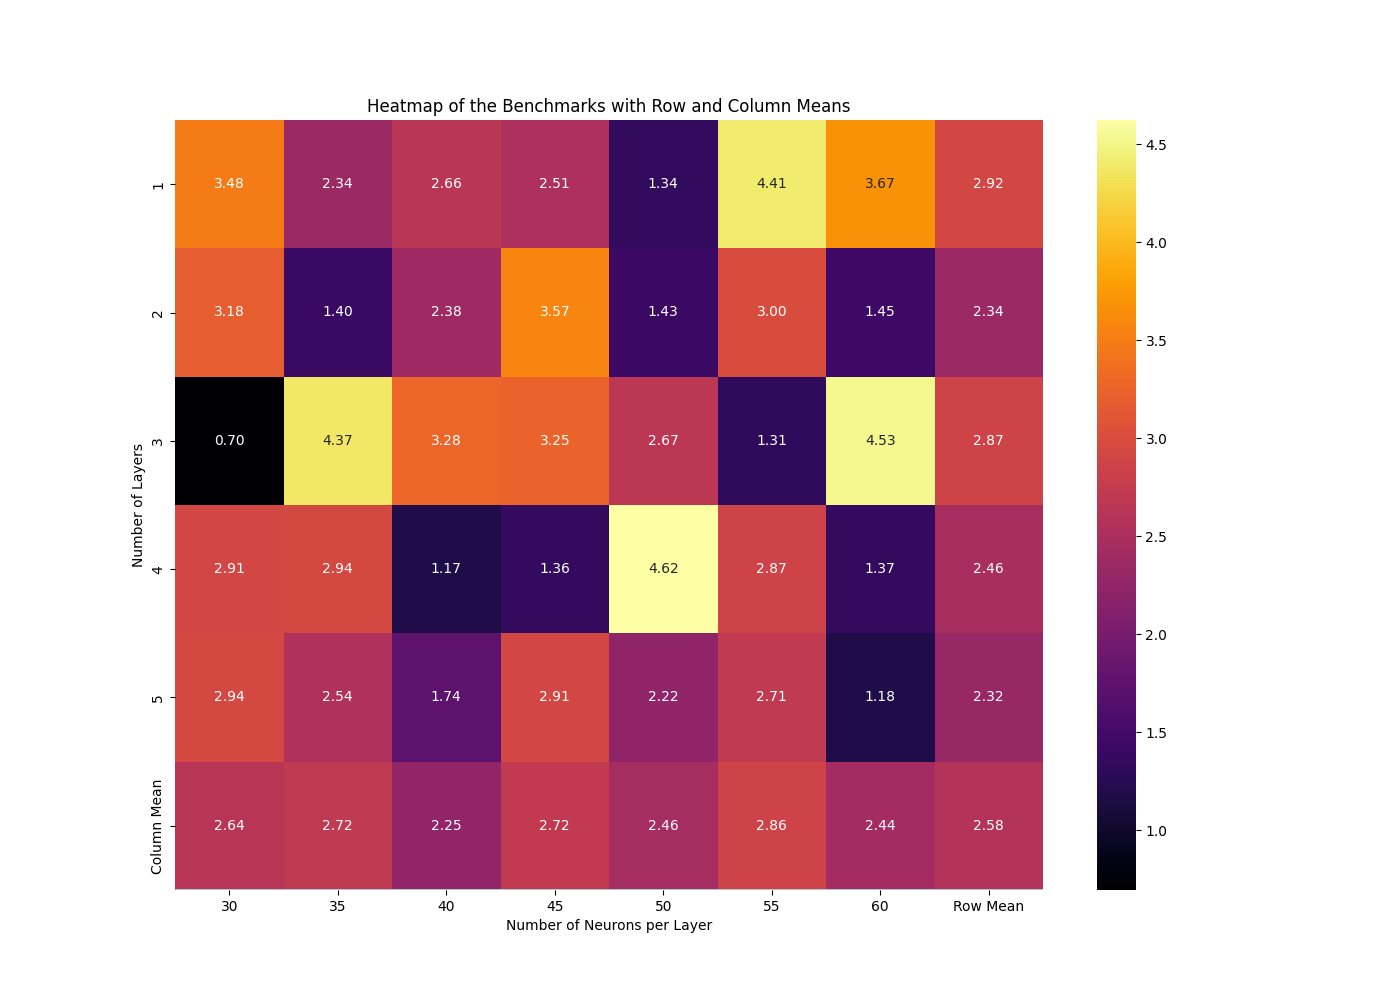 Heatmap of the Benchmarks with Row and Column Means
Number of Layers
1 3.48 2.34 2.66 2.51 1.34 4.41 3.67 2.92
2 3.18 1.40 2.38 3.57 1.43 3.00 1.45 2.34
3 0.70 4.37 3.28 3.25 2.67 1.31 4.53 2.87
4 2.91 2.94 1.17 1.36 4.62 2.87 1.37 2.46
5 2.94 2.54 1.74 2.91 2.22 2.71 1.18 2.32
Column Mean 2.64 2.72 2.25 2.72 2.46 2.86 2.44 2.58
30 35 40 45 50 55 60 Row Mean
Number of Neurons per Layer
4.5
4.0
3.5
3.0
2.5
2.0
1.5
1.0